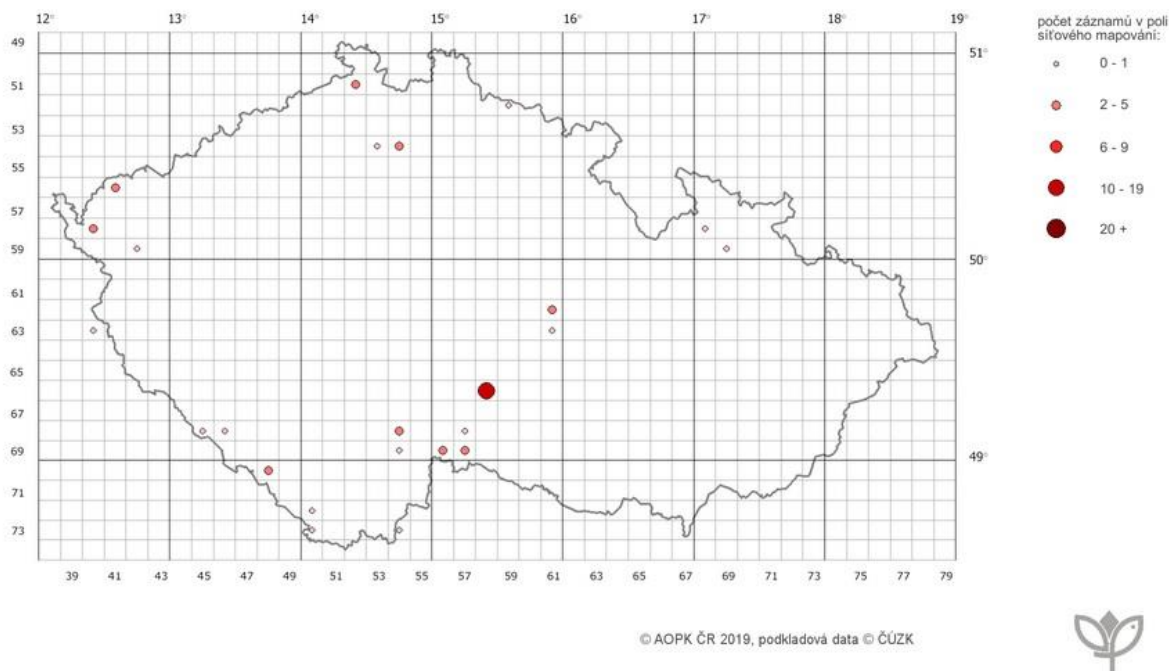 12° 13° 14° 15° 16° 17° 18° 19°
počet záznamů v poli
síťového mapování:
49
51°
0 - 1
51
2 - 5
53
6 - 9
55
10 - 19
57
20 +
59
50°
61
63
65
67
69
49°
71
73
39 41 43 45 47 49 51 53 55 57 59 61 63 65 67 69 71 73 75 77 79
© AOPK ČR 2019, podkladová data © ČÚZK